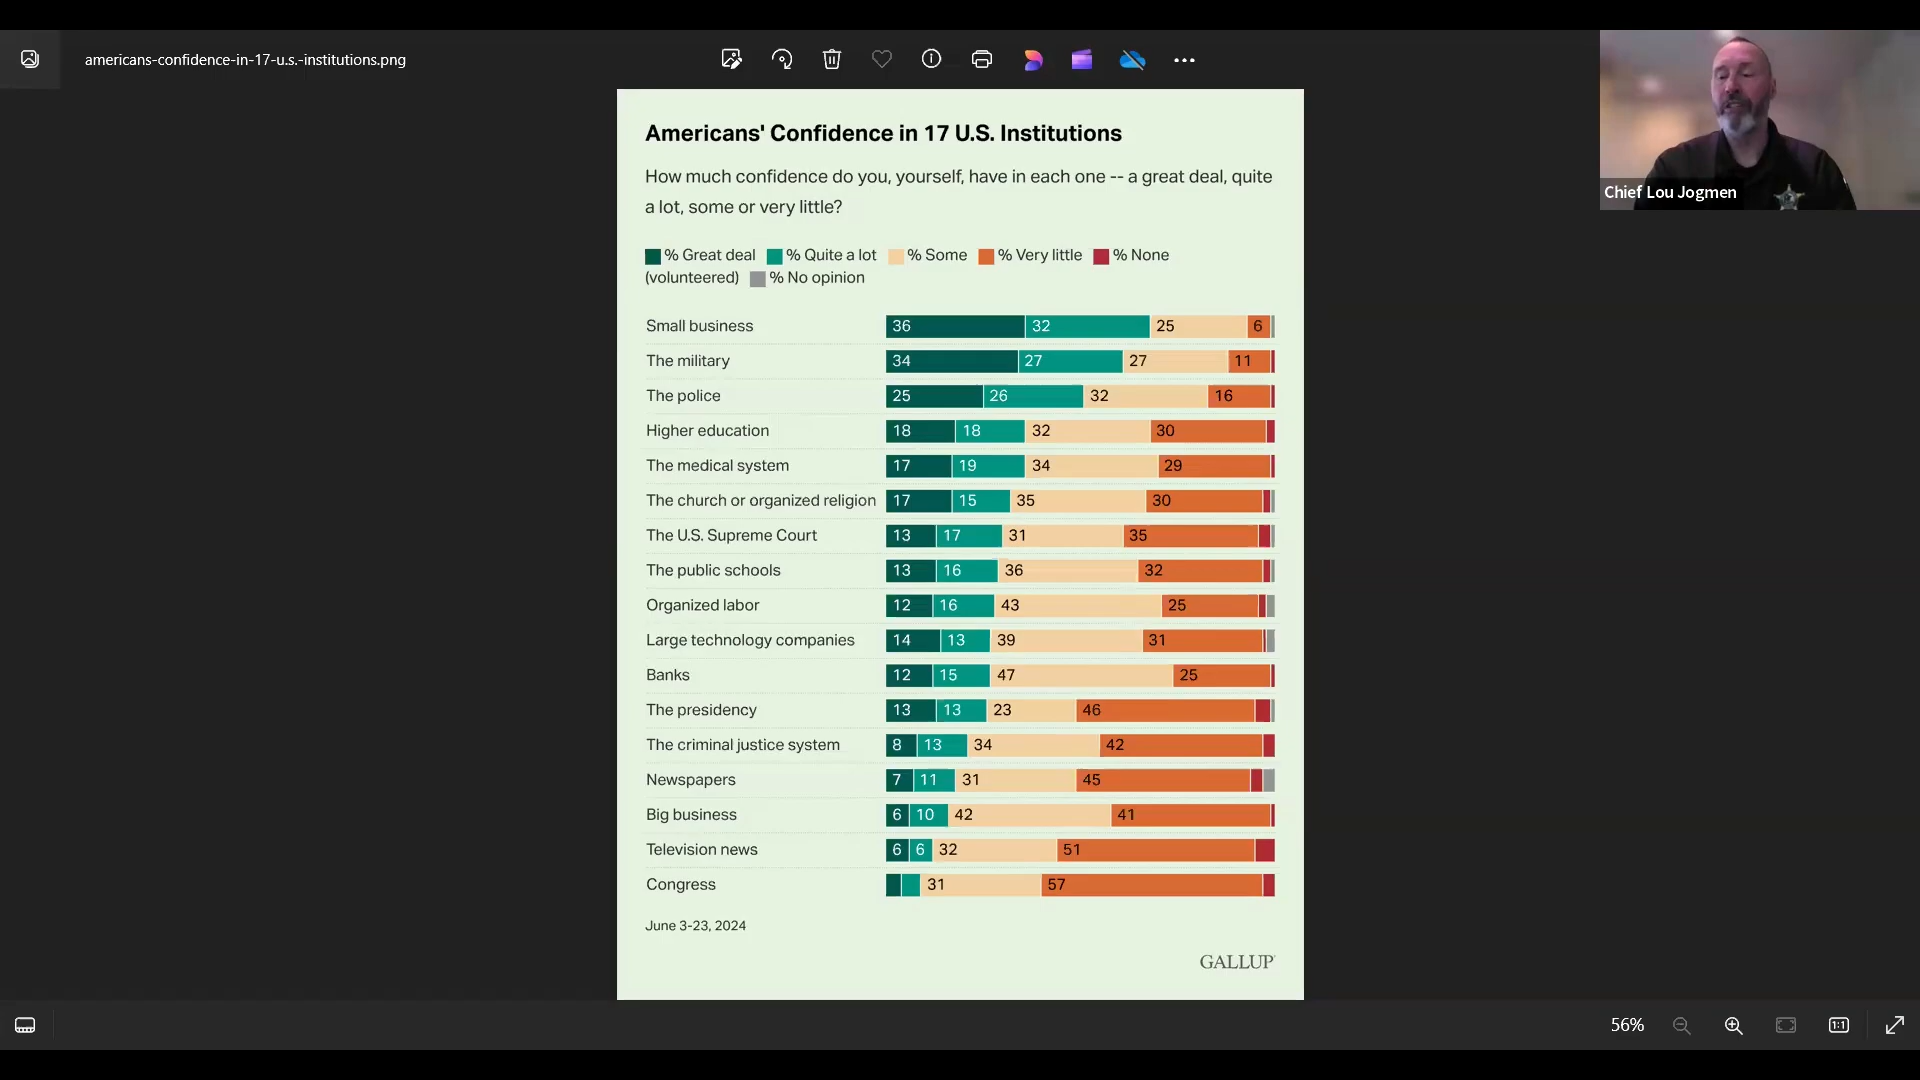 americans-confidence-in-17-u.s.-institutions.png
Chief Lou Jogmen
Americans' Confidence in 17 U.S. Institutions
How much confidence do you, yourself, have in each one -- a great deal, quite
a lot, some or very little?
% Great deal % Quite a lot % Some % Very little % None
(volunteered) % No opinion
Small business 36 32 25 6
The military 34 27 27 11
The police 25 26 32 16
Higher education 18 18 32 30
The medical system 17 19 34 29
The church or organized religion 17 15 35 30
The U.S. Supreme Court 13 17 31 35
The public schools 13 16 36 32
Organized labor 12 16 43 25
Large technology companies 14 13 39 31
Banks 12 15 47 25
The presidency 13 13 23 46
The criminal justice system 8 13 34 42
Newspapers 7 11 31 45
Big business 6 10 42 41
Television news 6 6 32 51
Congress 31 57
June 3-23, 2024
GALLUP
56%
1:1